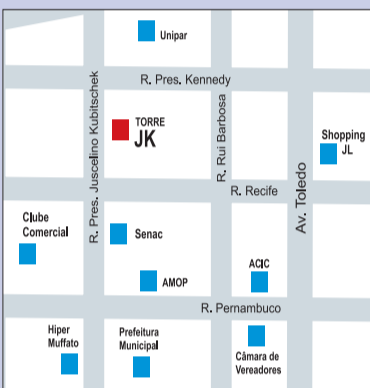 Unipar
R. Pres. Kennedy
R. Pres. Juscelino Kubitschek
TORRE
JK
R. Rui Barbosa
Shopping
JL
R. Recife
Av. Toledo
Clube
Comercial
Senac
ACIC
AMOP
R. Pernambuco
Hiper
Muffato
Prefeitura
Municipal
Câmara de
Vereadores